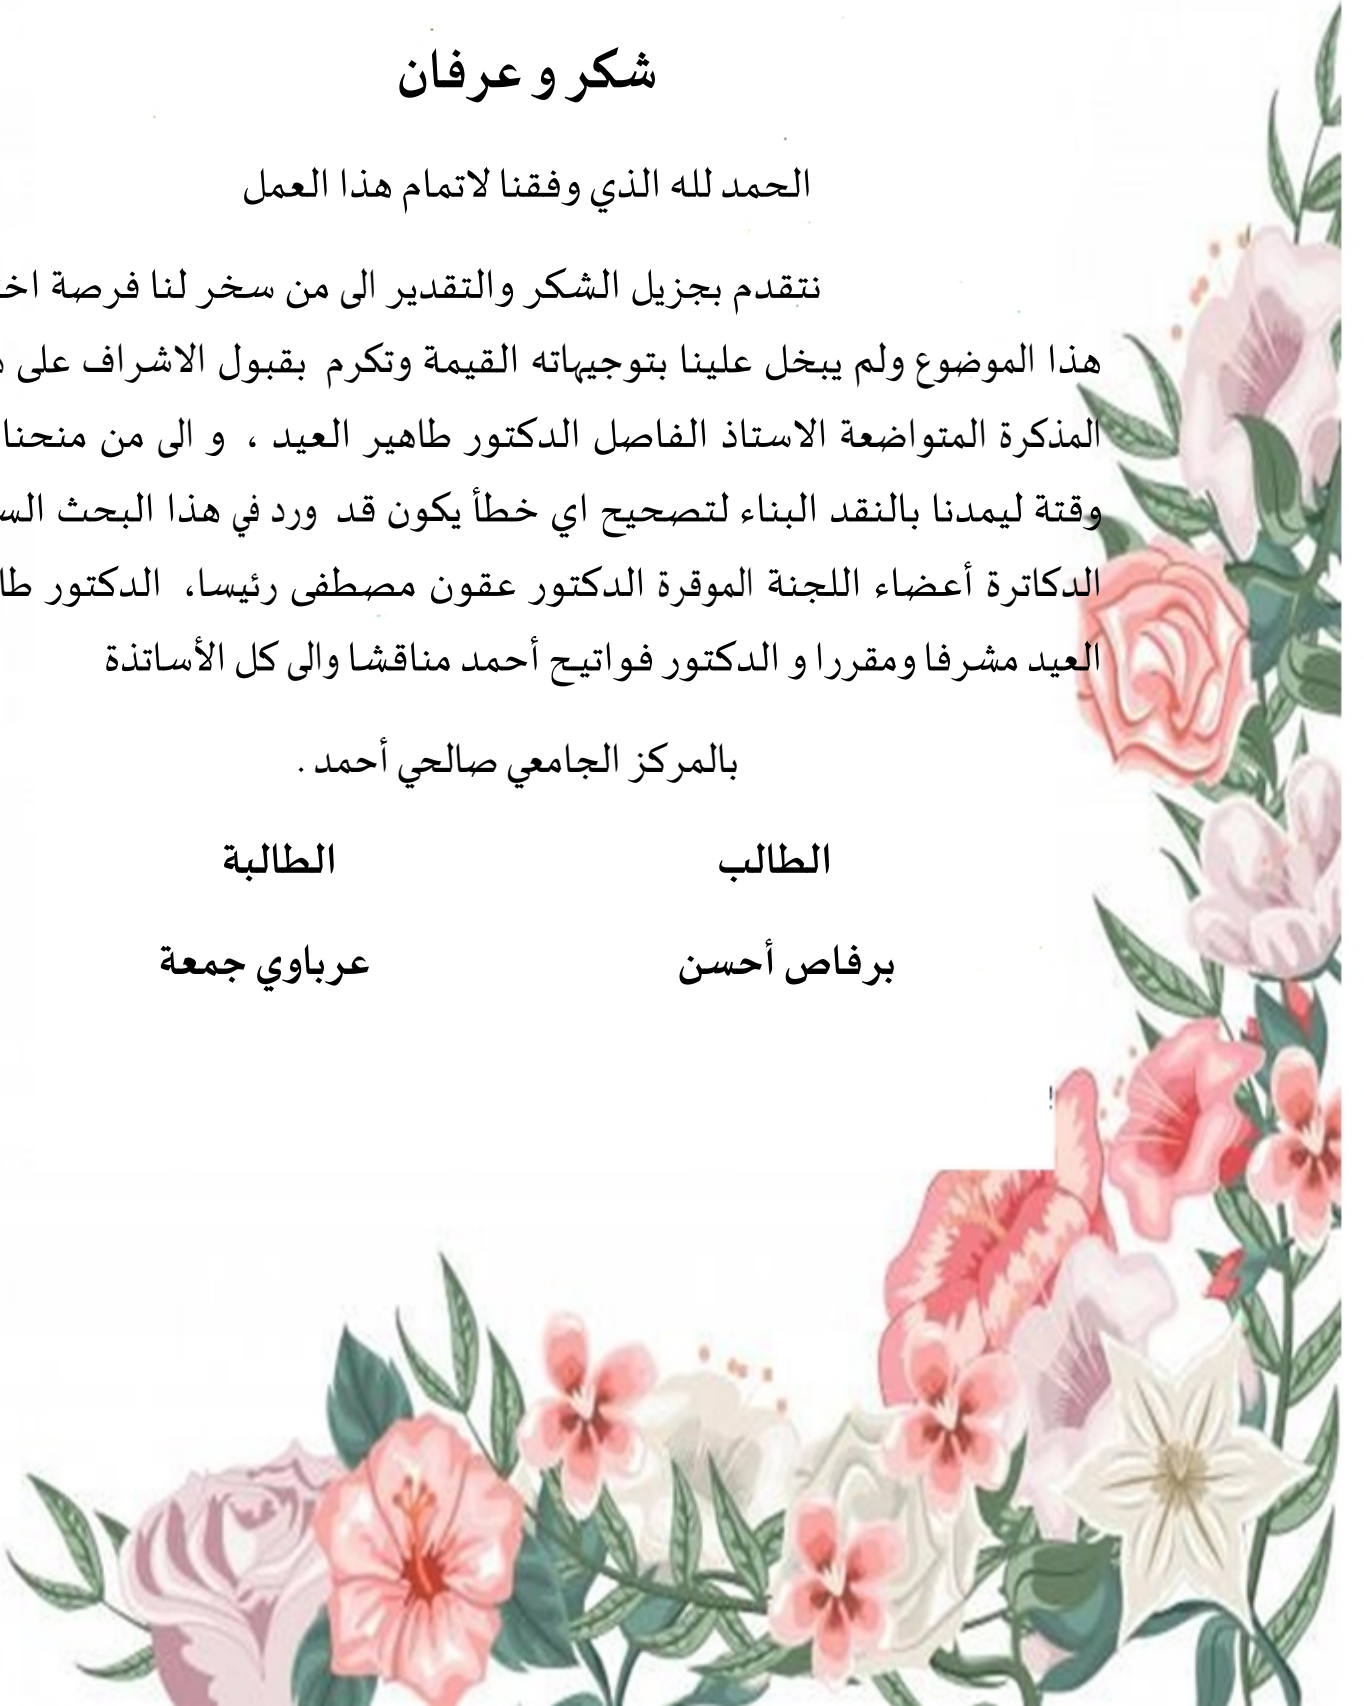 شكر و عرفان
الحمد لله الذي وفقنا لاتمام هذا العمل
نتقدم بجزيل الشكر والتقدير الى من سخر لنا فرصة
هذا الموضوع ولم يبخل علينا بتوجيهاته القيمة وتكرم بقبول الاشراف على
المذكرة المتواضعة الاستاذ الفاصل الدكتور طاهير العيد ، و الى من منحنا
وقتة ليمدنا بالنقد البناء لتصحيح اي خطأ يكون قد ورد في هذا البحث
الدكاترة أعضاء اللجنة الموقرة الدكتور عقون مصطفى رئيسا، الدكتور
العيد مشرفا ومقررا و الدكتور فواتيح أحمد مناقشا والى كل الأساتذة
بالمركز الجامعي صالحي أحمد .
الطالب الطالبة
برفاص أحسن عرباوي جمعة